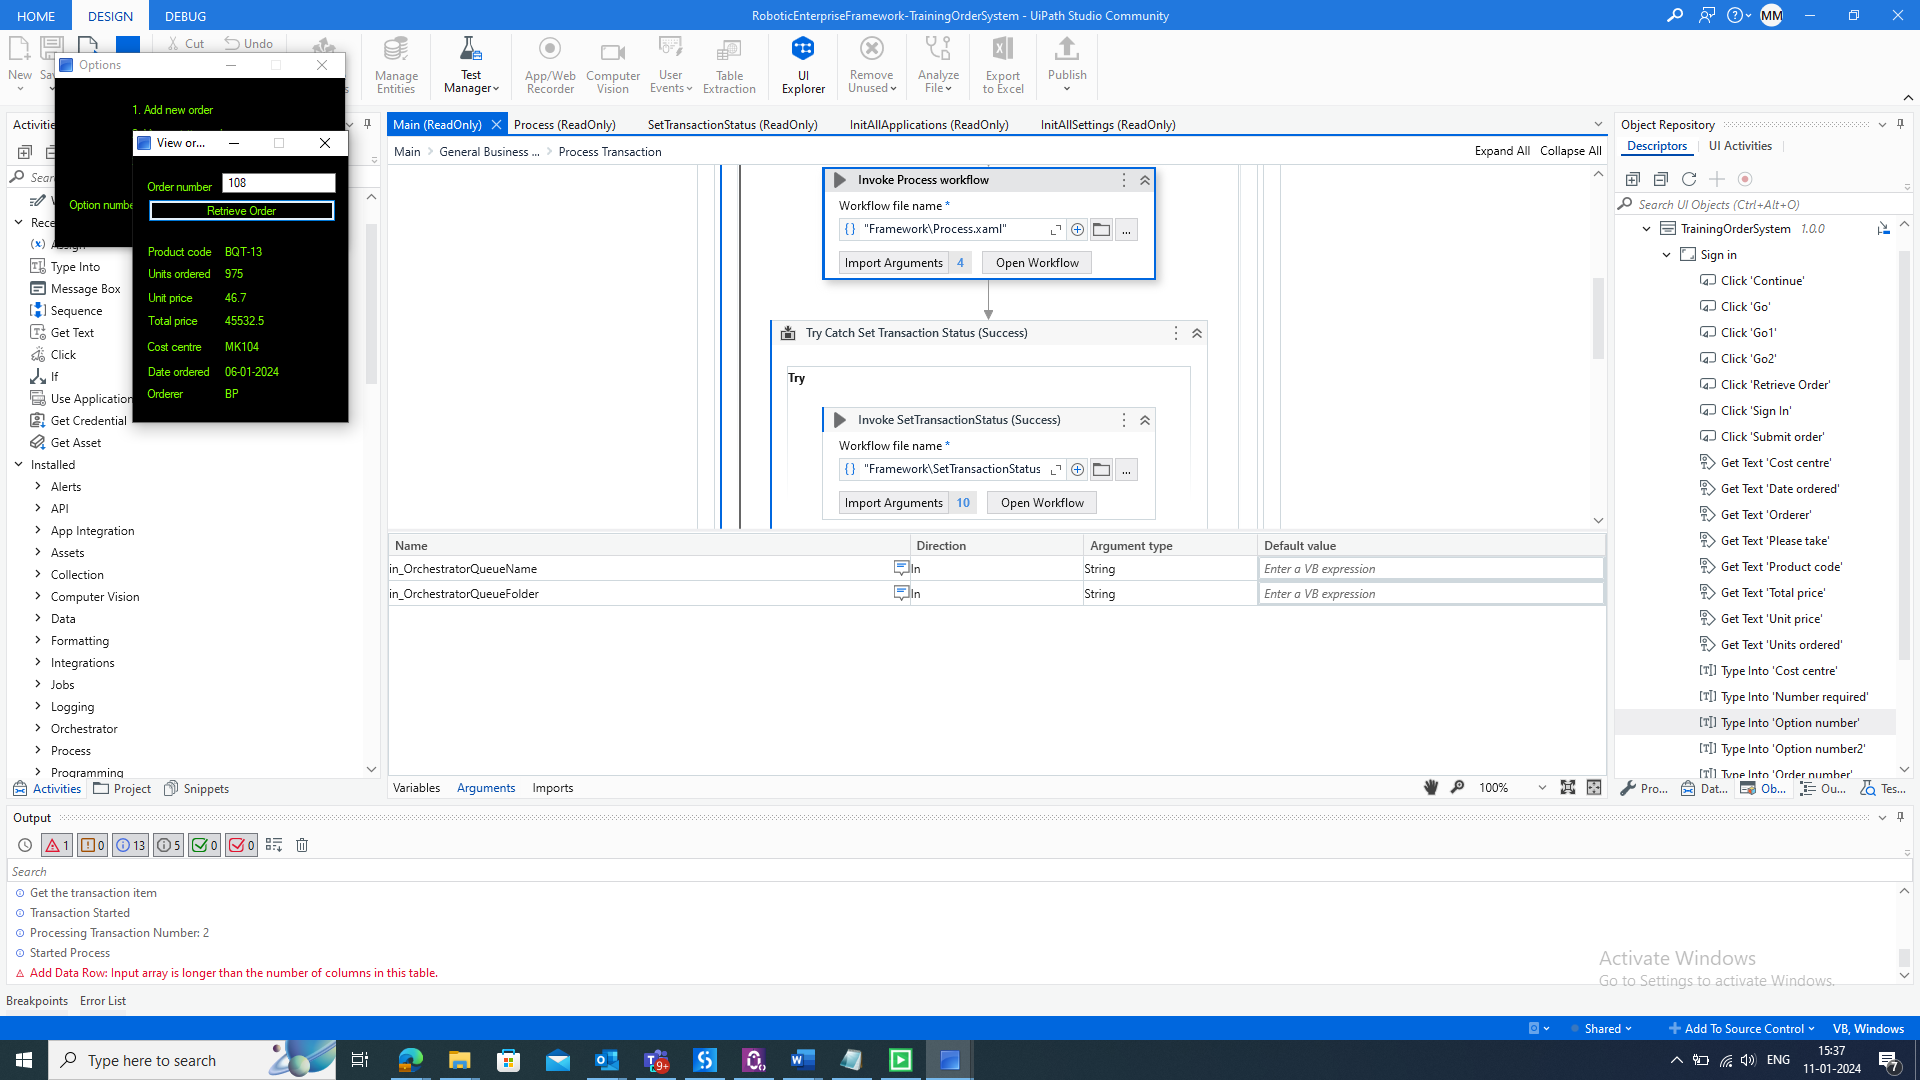 HOME DESIGN DEBUG
RoboticEnterpriseFramework-TrainingOrderSystem - UiPath Studio Community
MM
New
Cut
Undo
Manage Entities
Test Manager
App/Web Recorder
Computer Vision
User Events
Table Extraction
UI Explorer
Remove Unused
Analyze File
Export to Excel
Publish
Options
1. Add new order
Option number
View or...
Order number 108
Retrieve Order
Product code BQT-13
Units ordered 975
Unit price 46.7
Total price 45532.5
Cost centre MK104
Date ordered 06-01-2024
Orderer BP
Type Into
Message Box
Sequence
Get Text
Click
If
Use Application
Get Credential
Get Asset
Installed
Alerts
API
App Integration
Assets
Collection
Computer Vision
Data
Formatting
Integrations
Jobs
Logging
Orchestrator
Process
Programming
Activities Project Snippets
Main (ReadOnly) Process (ReadOnly) SetTransactionStatus (ReadOnly) InitAllApplications (ReadOnly) InitAllSettings (ReadOnly)
Main > General Business ... > Process Transaction
Expand All Collapse All
Invoke Process workflow
Workflow file name *
"Framework\Process.xaml"
...
Import Arguments 4 Open Workflow
Try Catch Set Transaction Status (Success)
Try
Invoke SetTransactionStatus (Success)
Workflow file name *
"Framework\SetTransactionStatus
...
Import Arguments 10 Open Workflow
Name Direction Argument type Default value
in_OrchestratorQueueName In String Enter a VB expression
in_OrchestratorQueueFolder In String Enter a VB expression
Variables Arguments Imports
100%
Object Repository
Descriptors UI Activities
Search UI Objects (Ctrl+Alt+O)
TrainingOrderSystem 1.0.0
Sign in
Click 'Continue'
Click 'Go'
Click 'Go1'
Click 'Go2'
Click 'Retrieve Order'
Click 'Sign In'
Click 'Submit order'
Get Text 'Cost centre'
Get Text 'Date ordered'
Get Text 'Orderer'
Get Text 'Please take'
Get Text 'Product code'
Get Text 'Total price'
Get Text 'Unit price'
Get Text 'Units ordered'
Type Into 'Cost centre'
Type Into 'Number required'
Type Into 'Option number'
Type Into 'Option number2'
Type Into 'Order number'
Pro... Dat... Ob... Ou... Tes...
Output
1 0 13 5 0 0
Search
Get the transaction item
Transaction Started
Processing Transaction Number: 2
Started Process
Add Data Row: Input array is longer than the number of columns in this table.
Activate Windows
Go to Settings to activate Windows.
Breakpoints Error List
Shared Add To Source Control VB, Windows
Type here to search
9+
ENG
15:37
11-01-2024
7